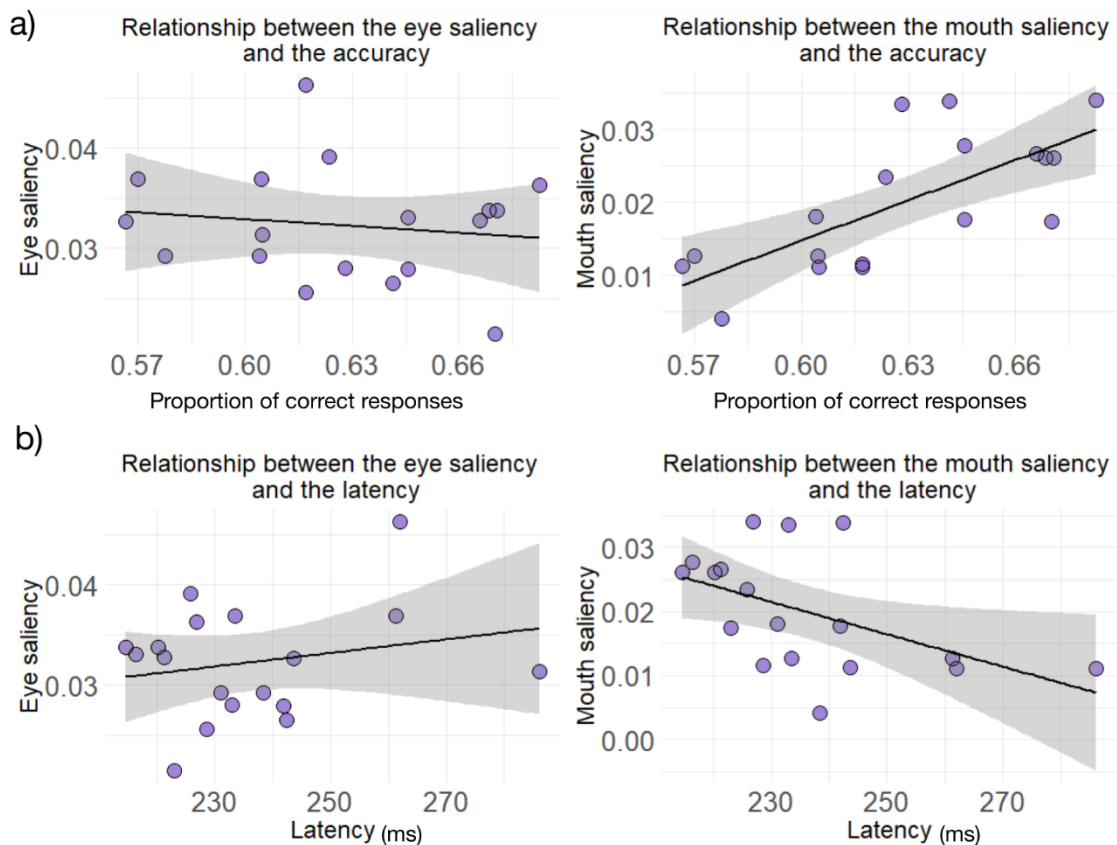 a)
Relationship between the eye saliency
and the accuracy
Eye saliency
0.04
0.03
0.57 0.60 0.63 0.66
Proportion of correct responses
Relationship between the mouth saliency
and the accuracy
Mouth saliency
0.03
0.02
0.01
0.57 0.60 0.63 0.66
Proportion of correct responses
b)
Relationship between the eye saliency
and the latency
Eye saliency
0.04
0.03
230 250 270
Latency (ms)
Relationship between the mouth saliency
and the latency
Mouth saliency
0.03
0.02
0.01
0.00
230 250 270
Latency (ms)